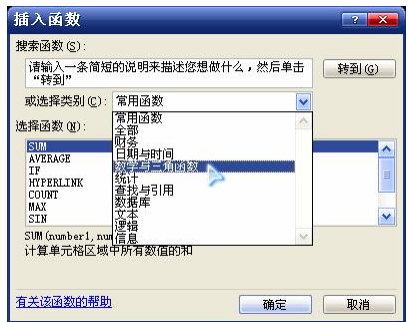 插入函数
搜索函数(S):
请输入一条简短的说明来描述您想做什么，然后单击
“转到”
转到(G)
或选择类别(C): 常用函数
常用函数
全部
财务
日期与时间
数学与三角函数
统计
查找与引用
数据库
文本
逻辑
信息
选择函数(N):
SUM
AVERAGE
IF
HYPERLINK
COUNT
MAX
SIN
SUM(number1,num
计算单元格区域中所有数值的和
有关该函数的帮助
确定
取消